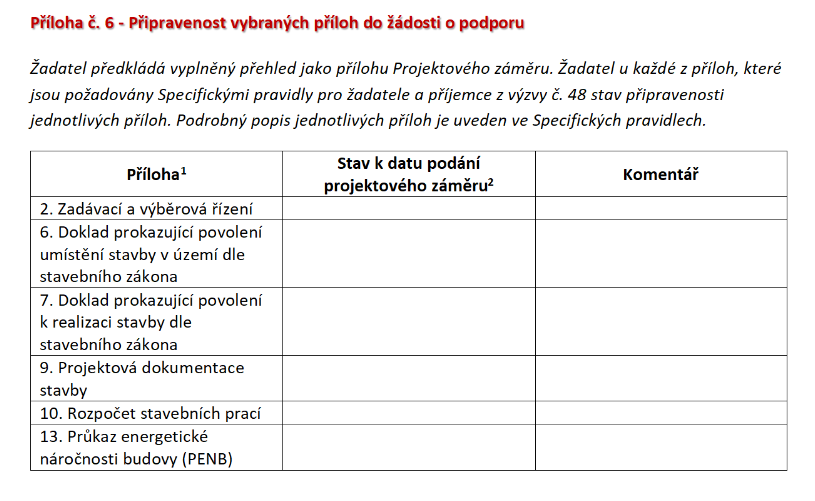 Příloha č. 6 - Připravenost vybraných příloh do žádosti o podporu
Žadatel předkládá vyplněný přehled jako přílohu Projektového záměru. Žadatel u každé z příloh, které
jsou požadovány Specifickými pravidly pro žadatele a příjemce z výzvy č. 48 stav připravenosti
jednotlivých příloh. Podrobný popis jednotlivých příloh je uveden ve Specifických pravidlech.
Příloha¹
Stav k datu podání
projektového záměru²
Komentář
2. Zadávací a výběrová řízení
6. Doklad prokazující povolení
umístění stavby v území dle
stavebního zákona
7. Doklad prokazující povolení
k realizaci stavby dle
stavebního zákona
9. Projektová dokumentace
stavby
10. Rozpočet stavebních prací
13. Průkaz energetické
náročnosti budovy (PENB)